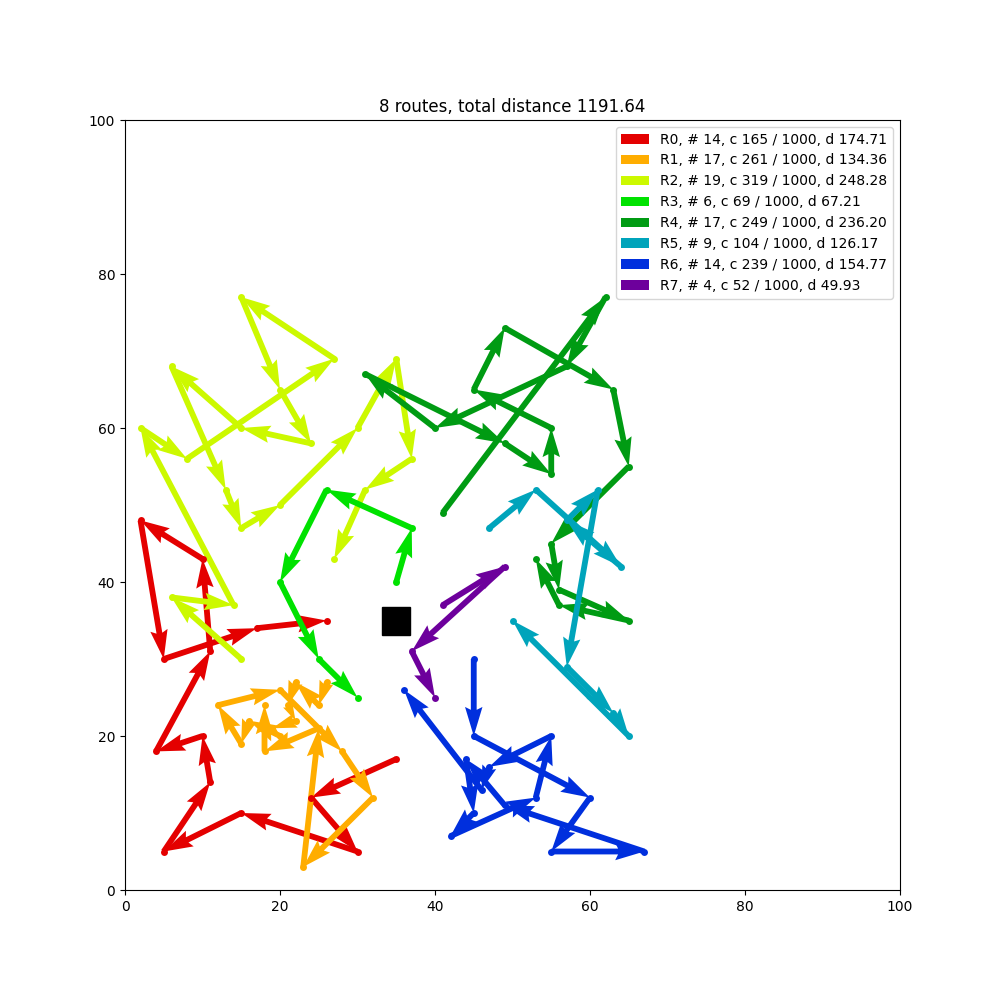 8 routes, total distance 1191.64
R0, # 14, c 165 / 1000, d 174.71
R1, # 17, c 261 / 1000, d 134.36
R2, # 19, c 319 / 1000, d 248.28
R3, # 6, c 69 / 1000, d 67.21
R4, # 17, c 249 / 1000, d 236.20
R5, # 9, c 104 / 1000, d 126.17
R6, # 14, c 239 / 1000, d 154.77
R7, # 4, c 52 / 1000, d 49.93
100
80
60
40
20
0
0 20 40 60 80 100